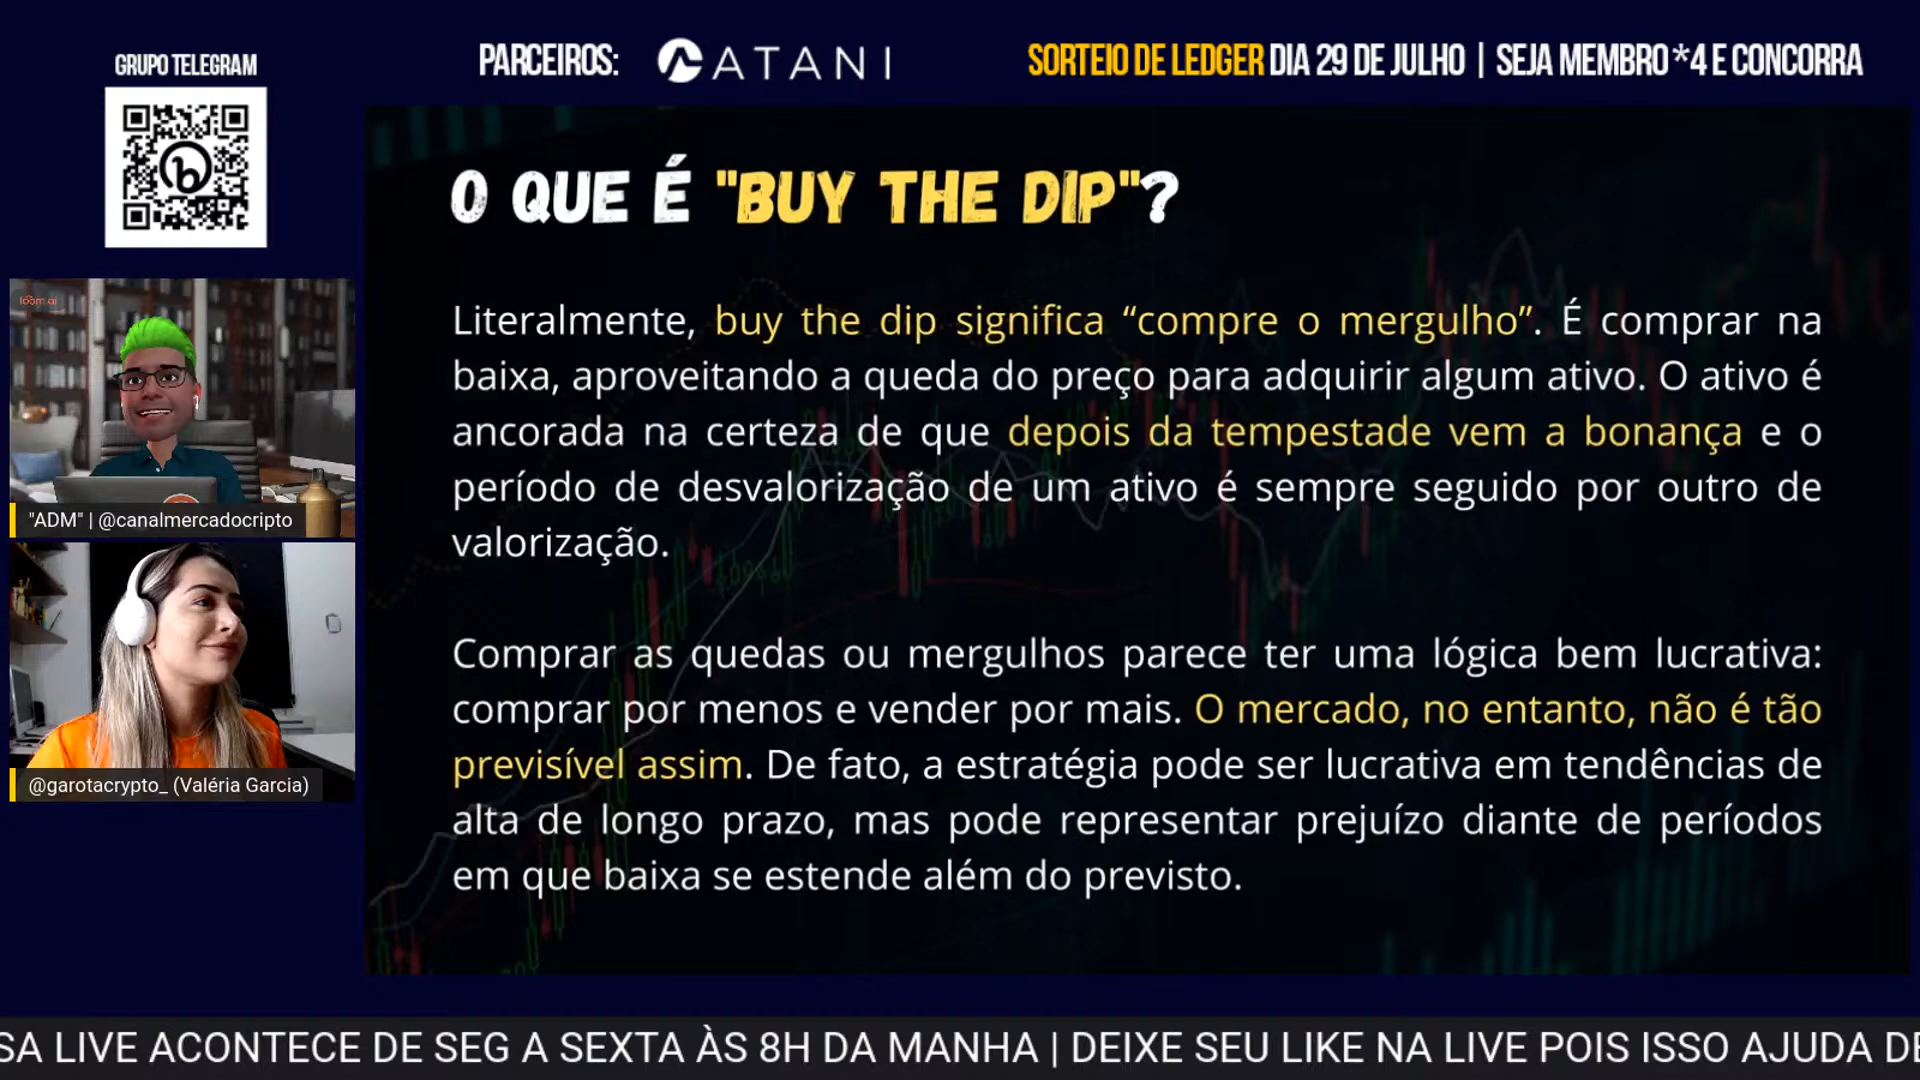 GRUPO TELEGRAM
PARCEIROS: ATANI
SORTEIO DE LEDGER DIA 29 DE JULHO | SEJA MEMBRO *4 E CONCORRA
O QUE É "BUY THE DIP"?
Literalmente, buy the dip significa “compre o mergulho”. É comprar na
baixa, aproveitando a queda do preço para adquirir algum ativo. O ativo é
ancorada na certeza de que depois da tempestade vem a bonança e o
período de desvalorização de um ativo é sempre seguido por outro de
valorização.
Comprar as quedas ou mergulhos parece ter uma lógica bem lucrativa:
comprar por menos e vender por mais. O mercado, no entanto, não é tão
previsível assim. De fato, a estratégia pode ser lucrativa em tendências de
alta de longo prazo, mas pode representar prejuízo diante de períodos
em que baixa se estende além do previsto.
loom.ai
"ADM" | @canalmercadocripto
@garotacrypto_ (Valéria Garcia)
SA LIVE ACONTECE DE SEG A SEXTA ÀS 8H DA MANHA | DEIXE SEU LIKE NA LIVE POIS ISSO AJUDA DE